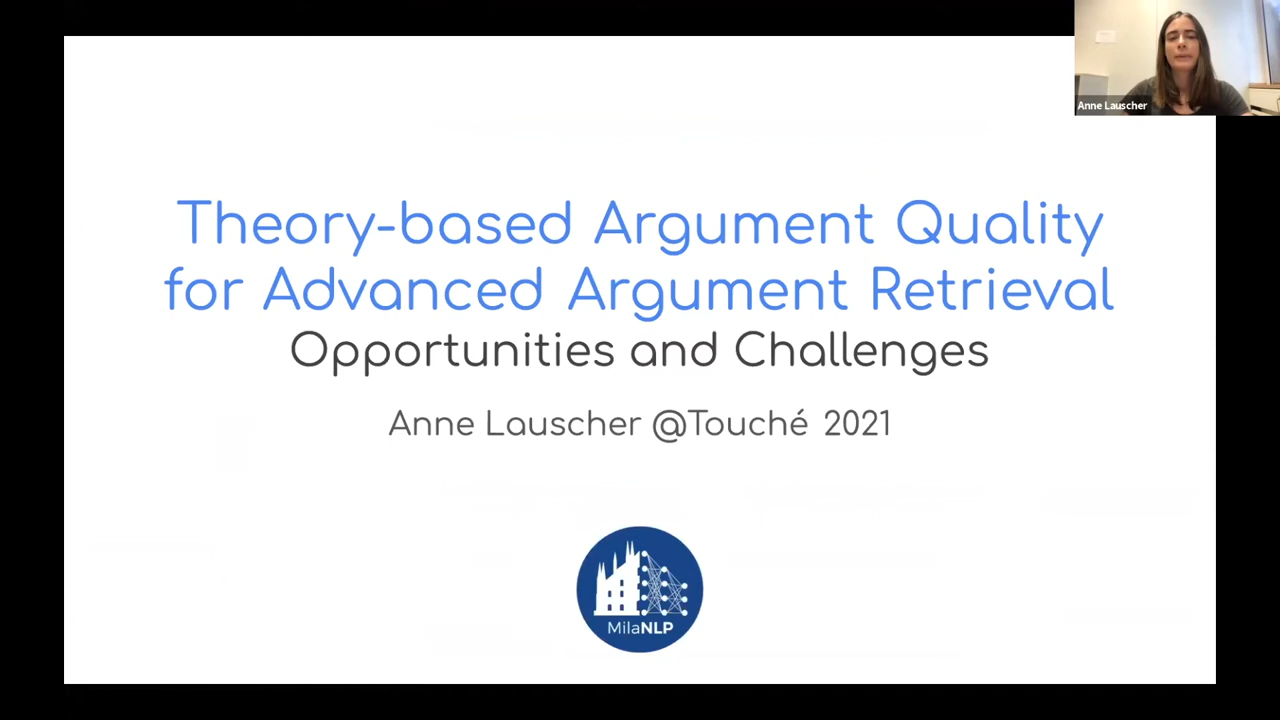 Anne Lauscher
Theory-based Argument Quality
for Advanced Argument Retrieval
Opportunities and Challenges
Anne Lauscher @Touché 2021
MilaNLP